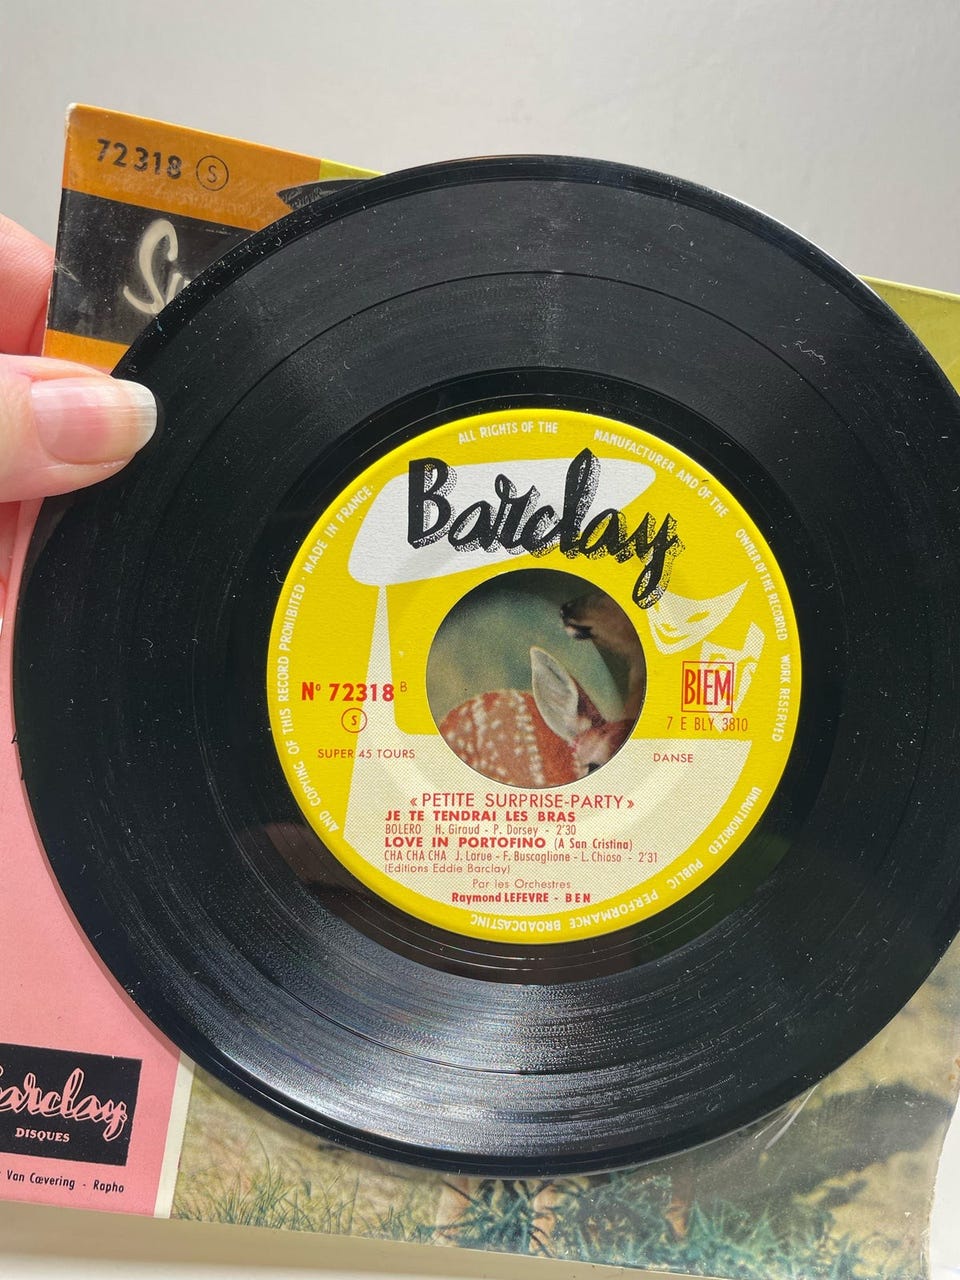 72318 S
Barclay
ALL RIGHTS OF THE MANUFACTURER AND OF THE OWNER OF THE RECORDED WORK RESERVED
UNAUTHORIZED PUBLIC PERFORMANCE BROADCASTING
AND COPYING OF THIS RECORD PROHIBITED · MADE IN FRANCE ·
Nº 72318 B
S
SUPER 45 TOURS
BIEM
7 E BLY 3810
DANSE
« PETITE SURPRISE-PARTY »
JE TE TENDRAI LES BRAS
BOLERO H. Giraud - P. Dorsey - 2'30
LOVE IN PORTOFINO (A San Cristina)
CHA CHA CHA J. Larue - F. Buscaglione - L. Chioso - 2'31
(Editions Eddie Barclay)
Par les Orchestres
Raymond LEFEVRE - BEN
Barclay
DISQUES
Van Cœvering - Rapho